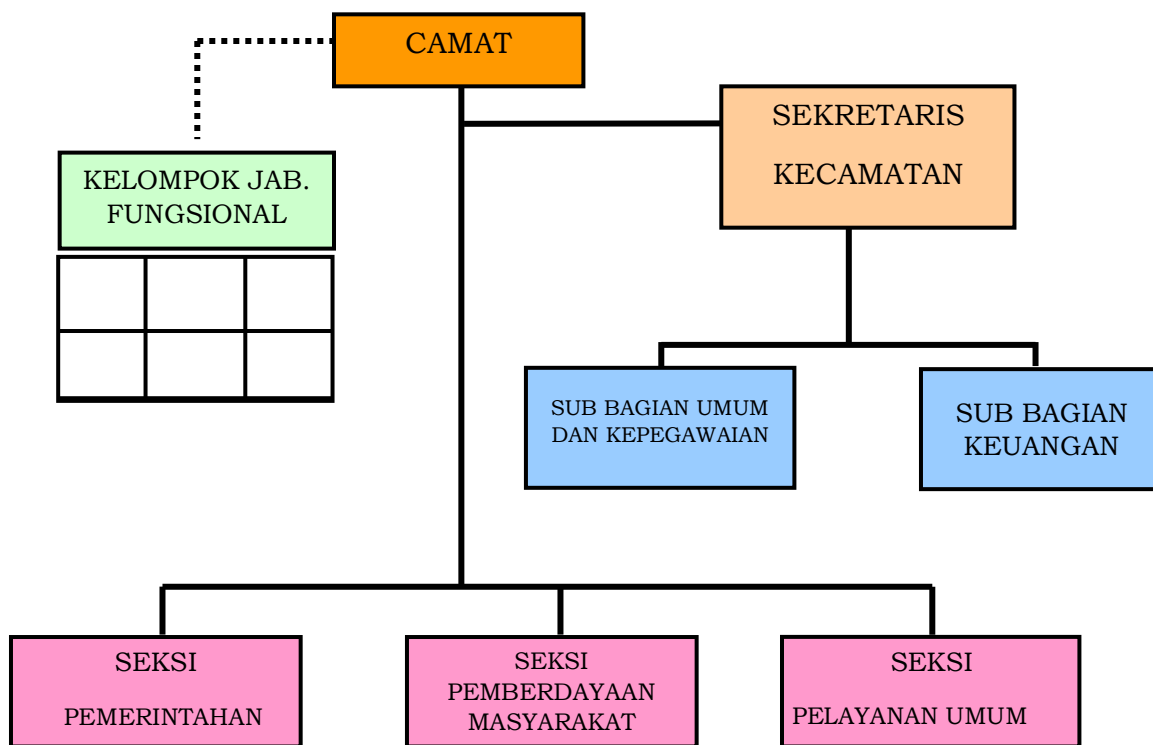 CAMAT
SEKRETARIS
KECAMATAN
KELOMPOK JAB.
FUNGSIONAL
SUB BAGIAN UMUM
DAN KEPEGAWAIAN
SUB BAGIAN
KEUANGAN
SEKSI
PEMERINTAHAN
SEKSI
PEMBERDAYAAN
MASYARAKAT
SEKSI
PELAYANAN UMUM